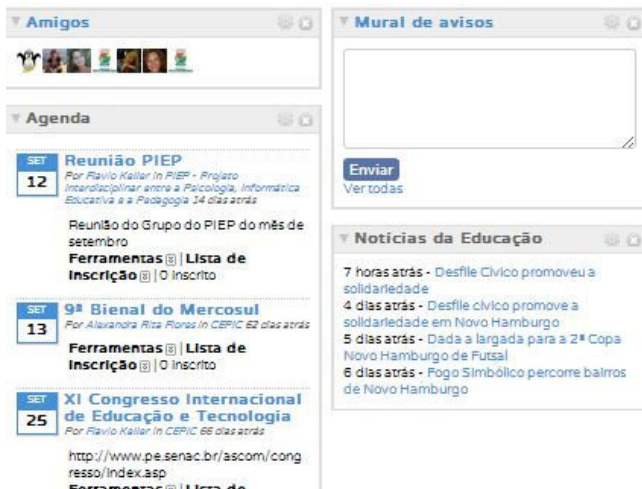 Amigos
Agenda
SET
12
Reunião PIEP
Por Flavio Kaller in PIEP - Projeto
Interdisciplinar entre a Psicologia, Informática
Educativa e a Pedagogia 14 dias atrás
Reunião do Grupo do PIEP do mês de
setembro
Ferramentas | Lista de
Inscrição | 0 Inscrito
SET
13
9ª Bienal do Mercosul
Por Alexandra Rita Flores in CEPIC 62 dias atrás
Ferramentas | Lista de
Inscrição | 0 Inscrito
SET
25
XI Congresso Internacional
de Educação e Tecnologia
Por Flavio Kaller in CEPIC 66 dias atrás
http://www.pe.senac.br/ascom/cong
resso/index.asp
Ferramentas | Lista de
Mural de avisos
Enviar
Ver todas
Notícias da Educação
7 horas atrás - Desfile Cívico promoveu a
solidariedade
4 dias atrás - Desfile cívico promove a
solidariedade em Novo Hamburgo
5 dias atrás - Dada a largada para a 2ª Copa
Novo Hamburgo de Futsal
6 dias atrás - Fogo Simbólico percorre bairros
de Novo Hamburgo